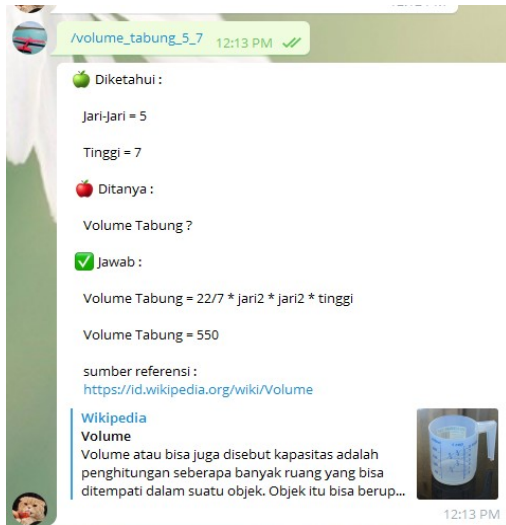 /volume_tabung_5_7 12:13 PM
Diketahui :
Jari-Jari = 5
Tinggi = 7
Ditanya :
Volume Tabung ?
Jawab :
Volume Tabung = 22/7 * jari2 * jari2 * tinggi
Volume Tabung = 550
sumber referensi :
https://id.wikipedia.org/wiki/Volume
Wikipedia
Volume
Volume atau bisa juga disebut kapasitas adalah
penghitungan seberapa banyak ruang yang bisa
ditempati dalam suatu objek. Objek itu bisa berup...
12:13 PM